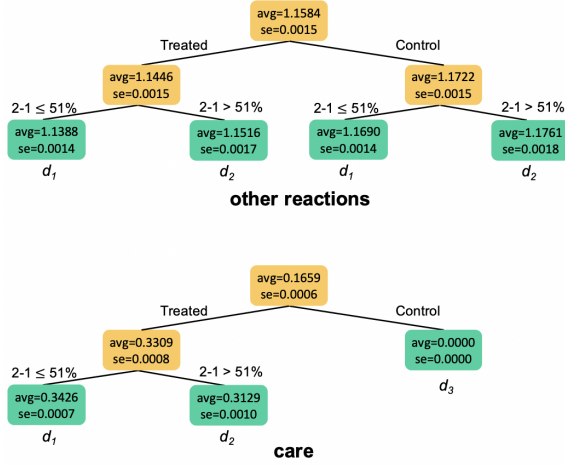 avg=1.1584
se=0.0015
Treated
Control
avg=1.1446
se=0.0015
avg=1.1722
se=0.0015
2-1 ≤ 51%
2-1 > 51%
2-1 ≤ 51%
2-1 > 51%
avg=1.1388
se=0.0014
avg=1.1516
se=0.0017
avg=1.1690
se=0.0014
avg=1.1761
se=0.0018
d₁
d₂
d₁
d₂
other reactions
avg=0.1659
se=0.0006
Treated
Control
avg=0.3309
se=0.0008
avg=0.0000
se=0.0000
2-1 ≤ 51%
2-1 > 51%
d₃
avg=0.3426
se=0.0007
avg=0.3129
se=0.0010
d₁
d₂
care